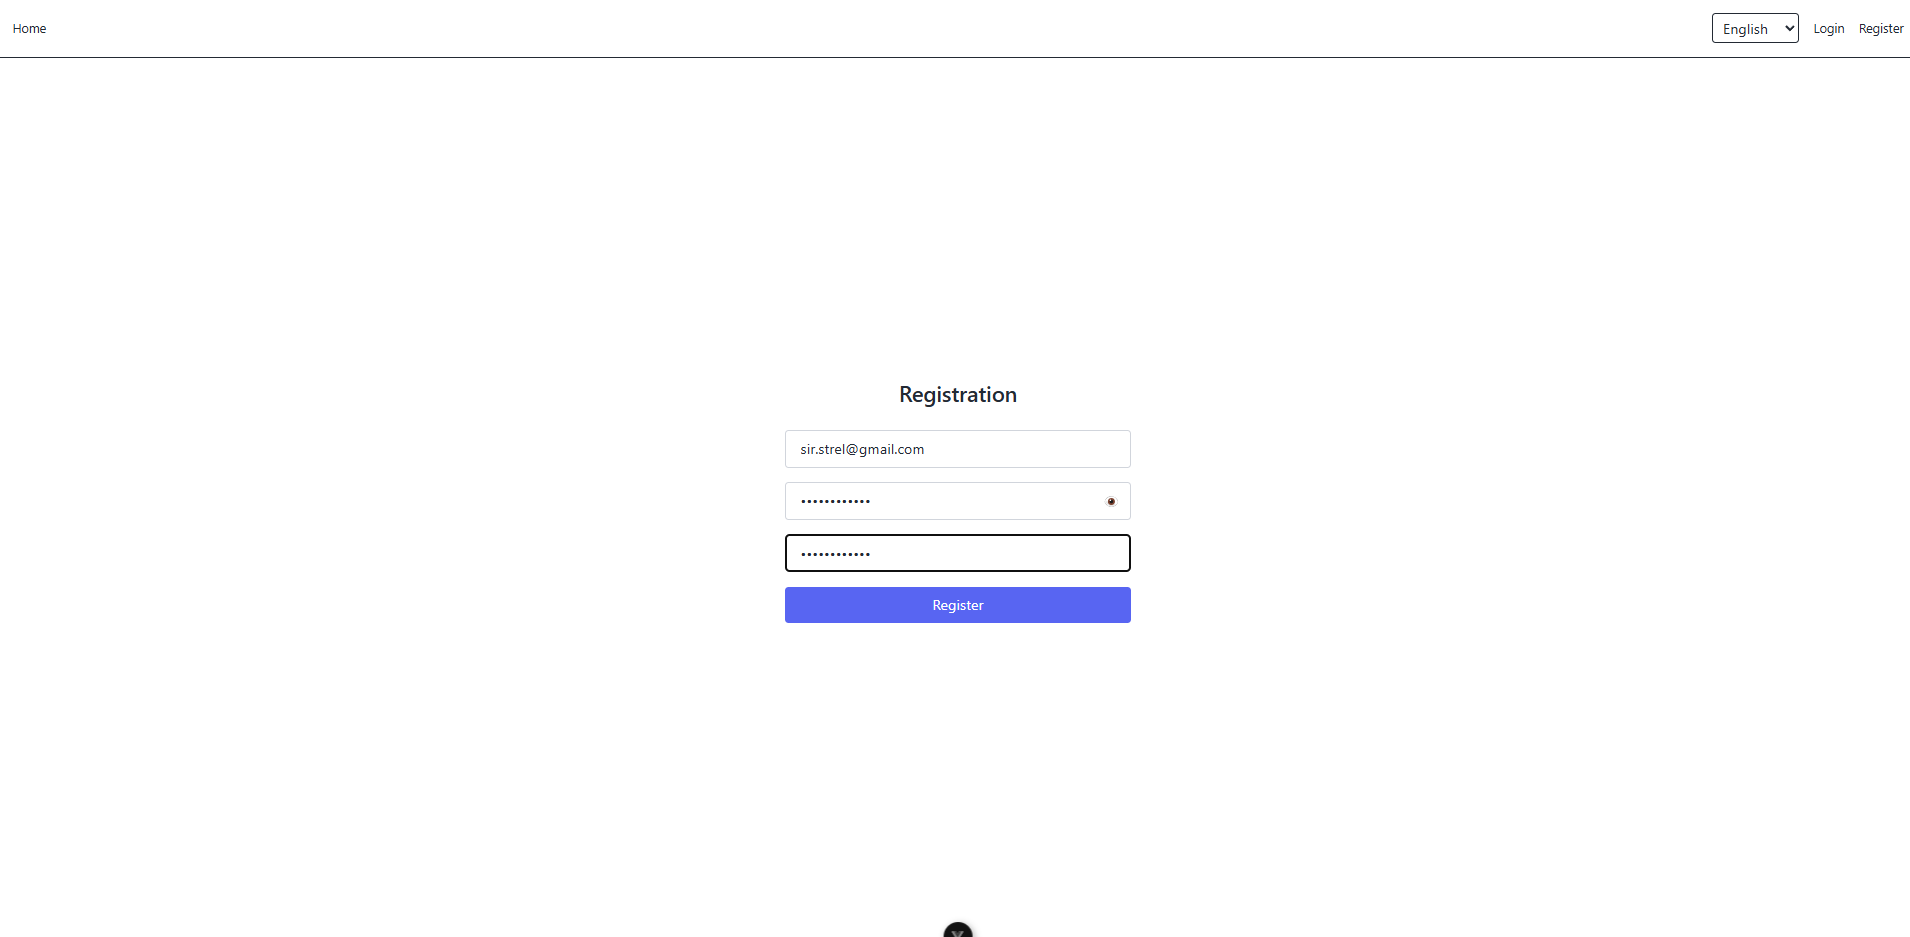 Home
English
Login
Register
Registration
sir.strel@gmail.com
••••••••••••
••••••••••••
Register